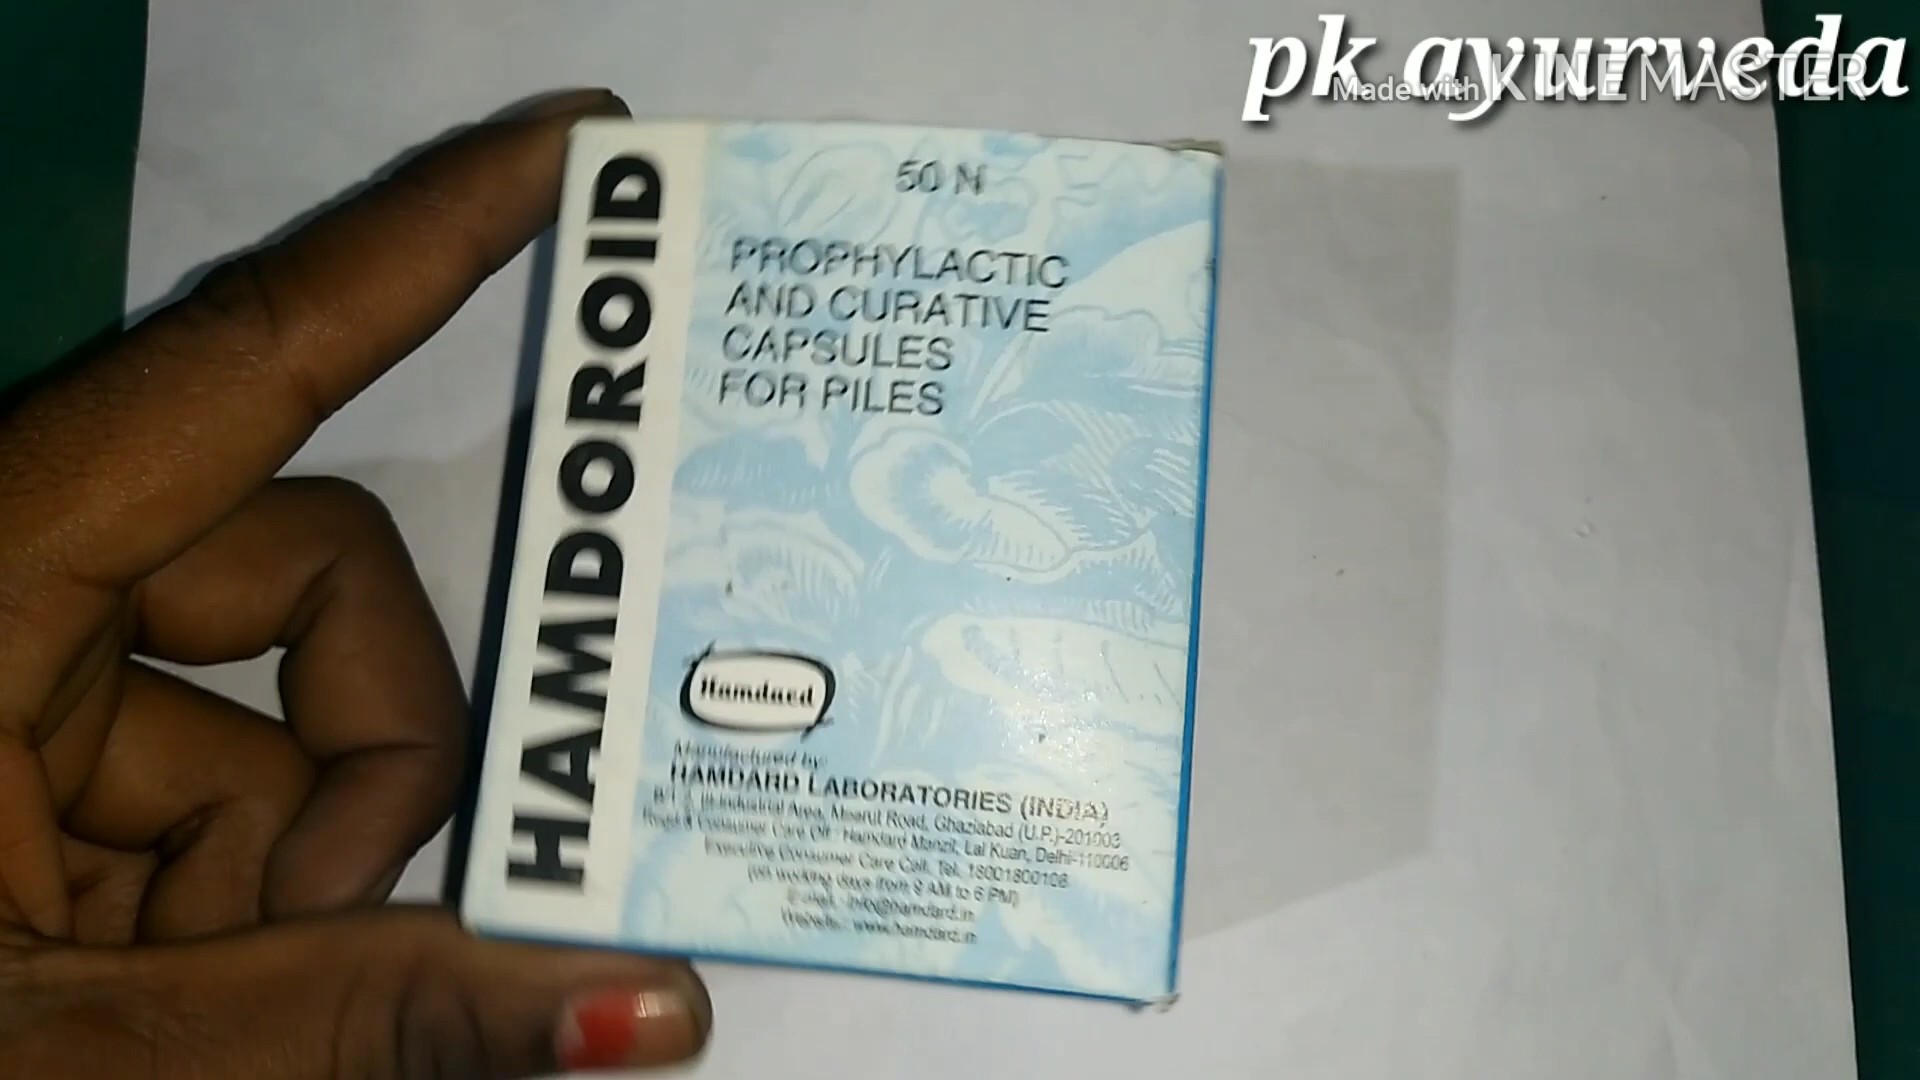 pk ayurveda
Made with KINEMASTER
HAMDOROID
50 N
PROPHYLACTIC
AND CURATIVE
CAPSULES
FOR PILES
Hamdard
Manufactured by:
HAMDARD LABORATORIES (INDIA)
Industrial Area, Meerut Road, Ghaziabad (U.P.)-201003
Regd & Consumer Care Off: Hamdard Manzil, Lal Kuan, Delhi-110006
Executive Consumer Care Cell, Tel. 18001800108
(on working days from 9 AM to 6 PM)
E-mail: info@hamdard.in
Website: www.hamdard.in